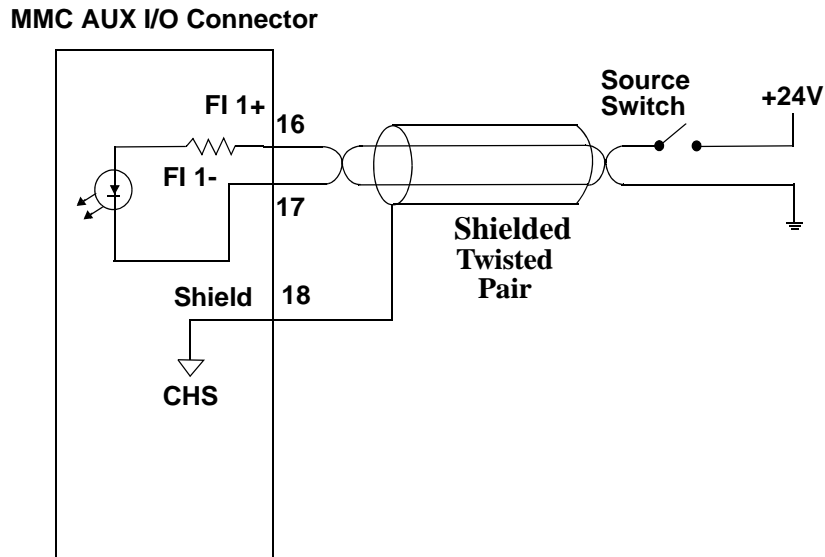 MMC AUX I/O Connector
FI 1+
16
FI 1-
17
Shield
18
CHS
Shielded
Twisted
Pair
Source
Switch
+24V